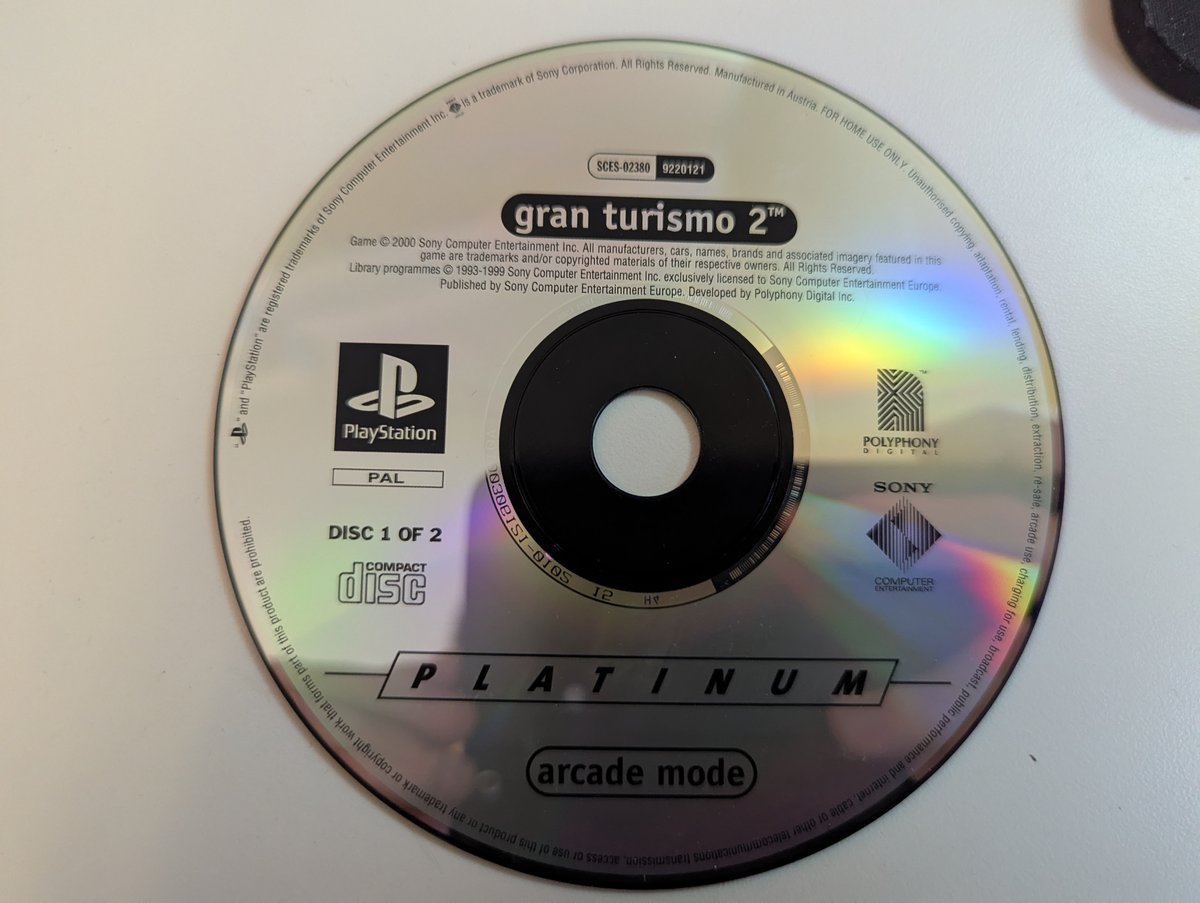 "PS" and "PlayStation" are registered trademarks of Sony Computer Entertainment Inc. is a trademark of Sony Corporation. All Rights Reserved. Manufactured in Austria. FOR HOME USE ONLY. Unauthorised copying, adaptation, rental, lending, distribution, extraction, re-sale, arcade use, charging for use, broadcast, public performance and internet, cable or other telecommunications transmission, access or use of this product or any trademark or copyright work that forms part of this product are prohibited.
SCES-02380 9220121
gran turismo 2™
Game © 2000 Sony Computer Entertainment Inc. All manufacturers, cars, names, brands and associated imagery featured in this
game are trademarks and/or copyrighted materials of their respective owners. All Rights Reserved.
Library programmes © 1993-1999 Sony Computer Entertainment Inc. exclusively licensed to Sony Computer Entertainment Europe.
Published by Sony Computer Entertainment Europe. Developed by Polyphony Digital Inc.
PlayStation
PAL
DISC 1 OF 2
COMPACT
disc
POLYPHONY
DIGITAL
SONY
COMPUTER
ENTERTAINMENT
PLATINUM
arcade mode